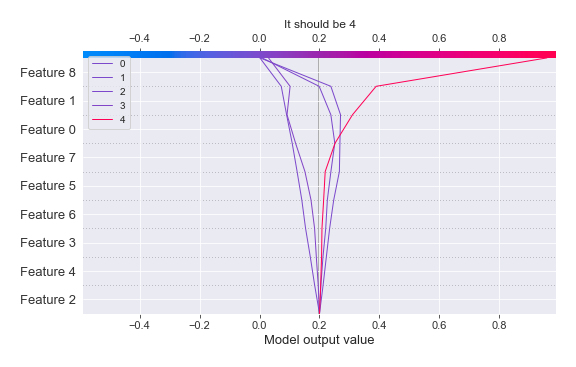 It should be 4
−0.4 −0.2 0.0 0.2 0.4 0.6 0.8
0
1
2
3
4
Feature 8
Feature 1
Feature 0
Feature 7
Feature 5
Feature 6
Feature 3
Feature 4
Feature 2
−0.4 −0.2 0.0 0.2 0.4 0.6 0.8
Model output value